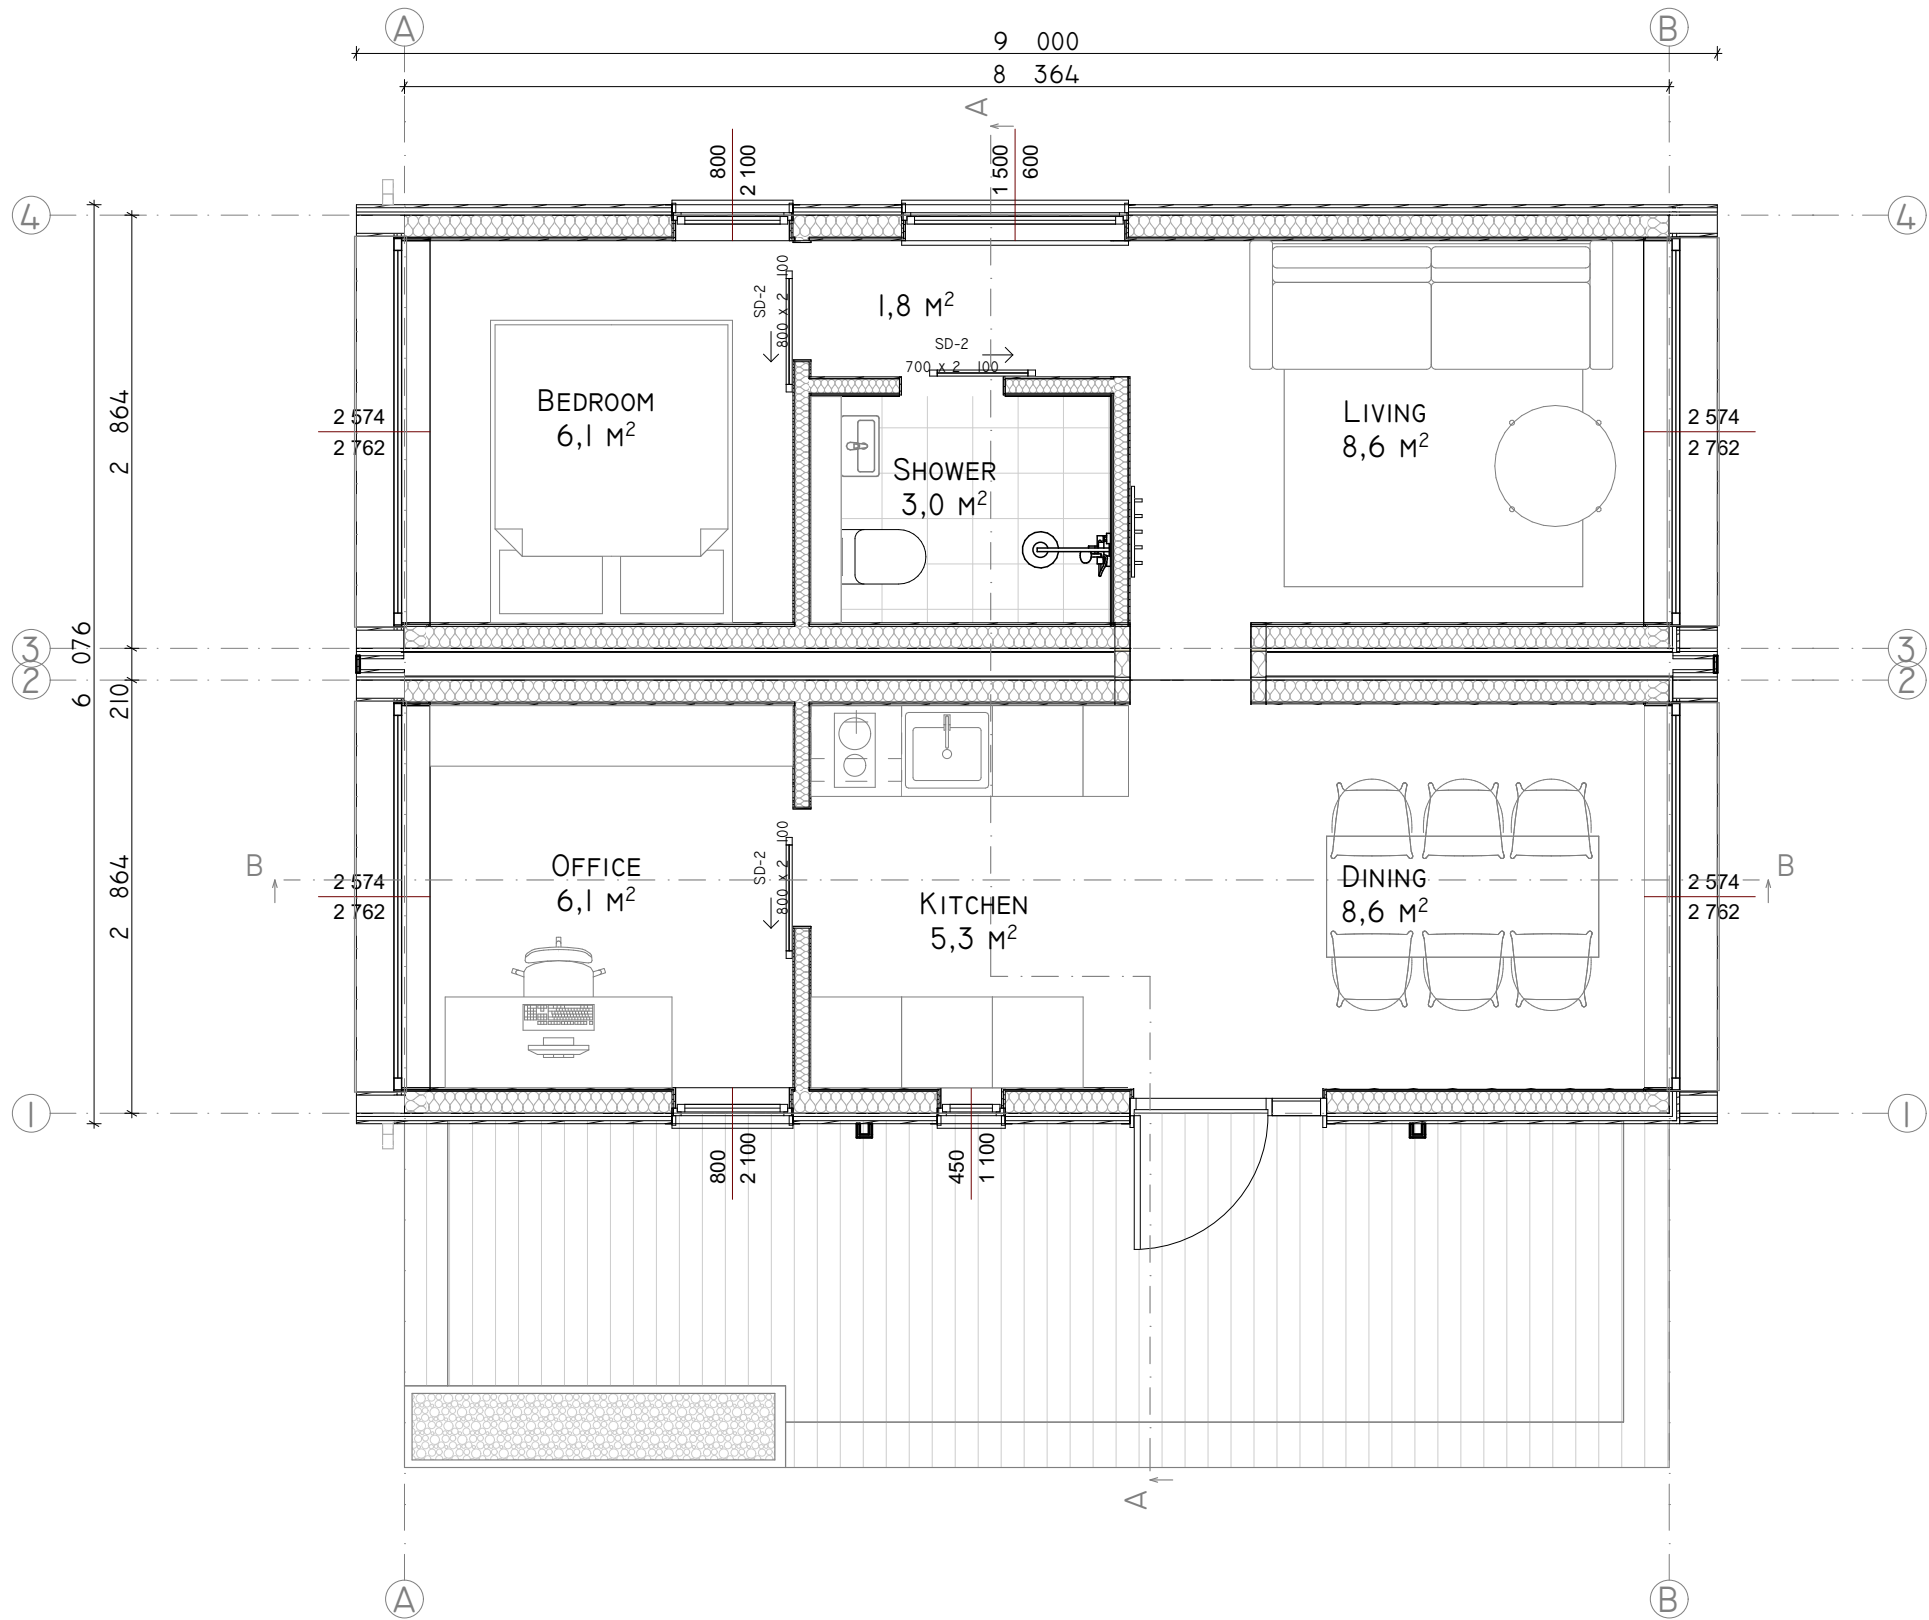 A
B
9 000
8 364
A
800
2 100
1 500
600
4
4
SD-2
800 x 2 100
1,8 M²
SD-2
700 x 2 100
2 864
BEDROOM
6,1 M²
LIVING
8,6 M²
2 574
2 762
2 574
2 762
SHOWER
3,0 M²
6 076
3
3
2
2
210
SD-2
800 x 2 100
2 864
B
B
OFFICE
6,1 M²
2 574
2 762
KITCHEN
5,3 M²
DINING
8,6 M²
2 574
2 762
1
1
800
2 100
450
1 100
A
A
B